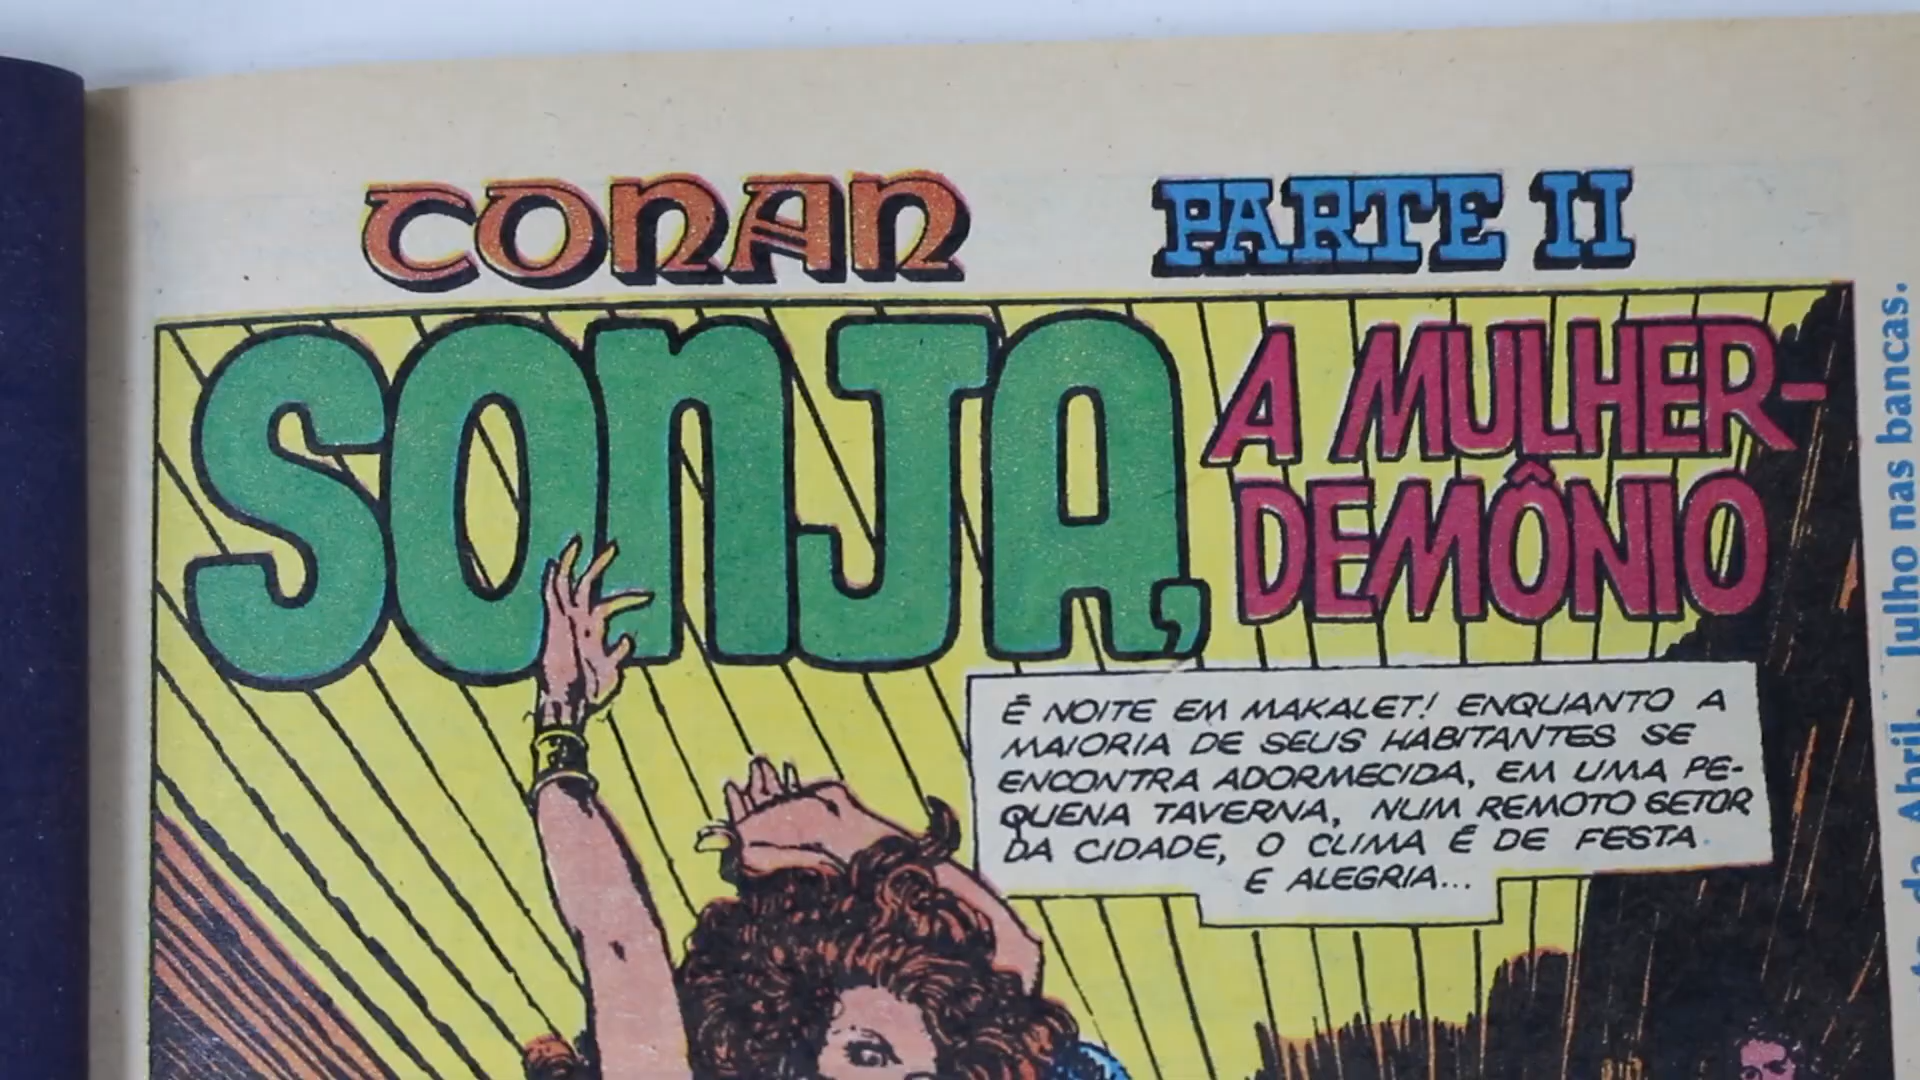 CONAN PARTE II
SONJA,
A MULHER-
DEMÔNIO
É NOITE EM MAKALET! ENQUANTO A
MAIORIA DE SEUS HABITANTES SE
ENCONTRA ADORMECIDA, EM UMA PE-
QUENA TAVERNA, NUM REMOTO SETOR
DA CIDADE, O CLIMA É DE FESTA
E ALEGRIA...
da Abril. Julho nas bancas.